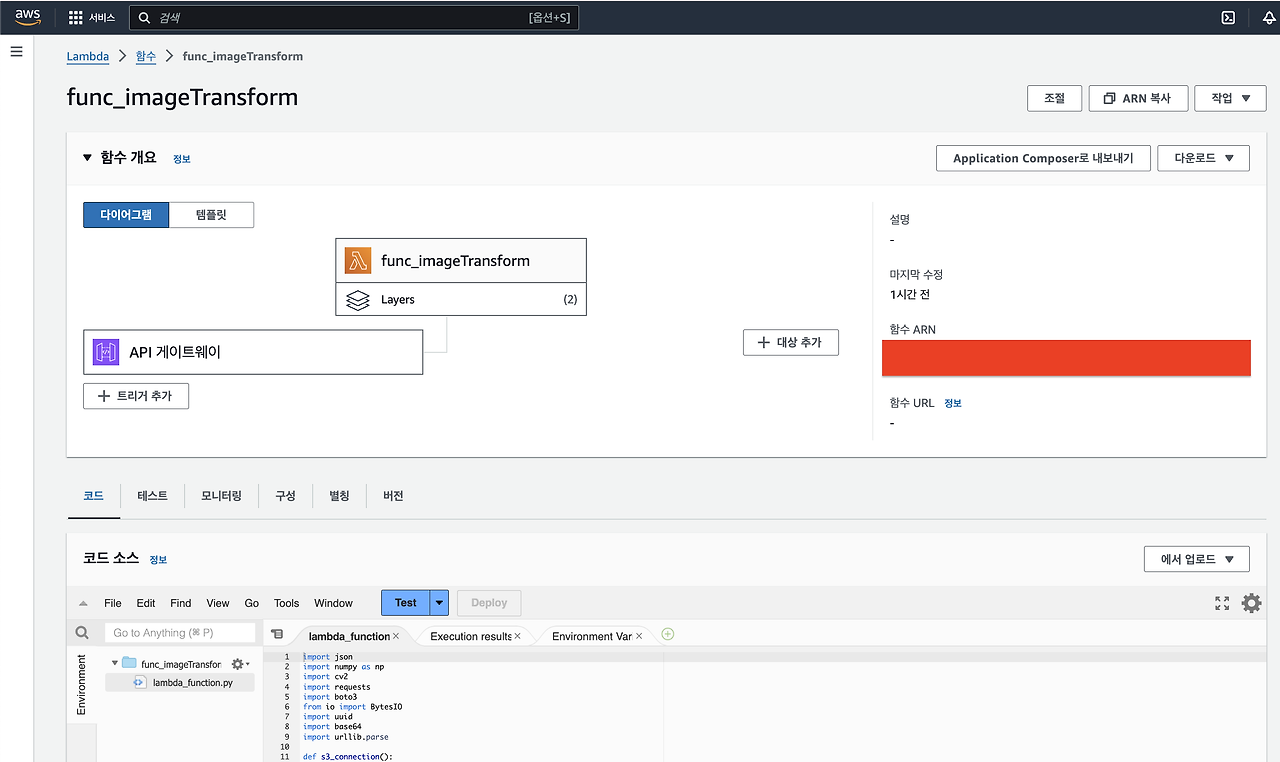 aws 서비스 검색 [옵션+S]
Lambda 함수 func_imageTransform
func_imageTransform
조절 ARN 복사 작업
함수 개요 정보
Application Composer로 내보내기 다운로드
다이어그램 템플릿
func_imageTransform
Layers (2)
API 게이트웨이
트리거 추가
대상 추가
설명
-
마지막 수정
1시간 전
함수 ARN
함수 URL 정보
-
코드 테스트 모니터링 구성 별칭 버전
코드 소스 정보
에서 업로드
File Edit Find View Go Tools Window Test Deploy
Go to Anything (⌘ P)
lambda_function Execution results Environment Var
Environment
func_imageTransfor
lambda_function.py
1 import json
2 import numpy as np
3 import cv2
4 import requests
5 import boto3
6 from io import BytesIO
7 import uuid
8 import base64
9 import urllib.parse
10
11 def s3_connection():